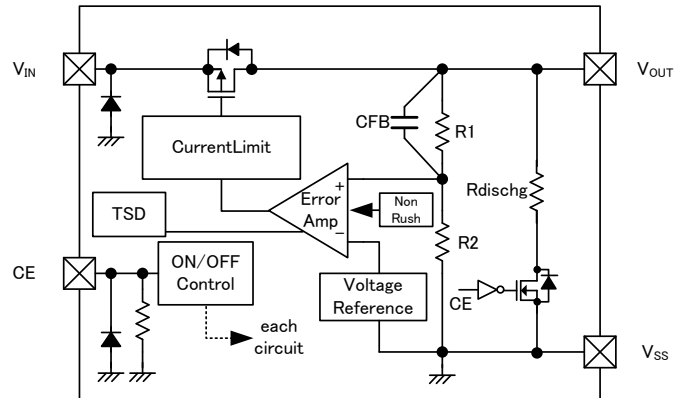 VIN
VOUT
CFB
R1
CurrentLimit
Rdischg
+
Error
Amp
−
Non
Rush
TSD
R2
CE
ON/OFF
Control
Voltage
Reference
CE
each
circuit
VSS